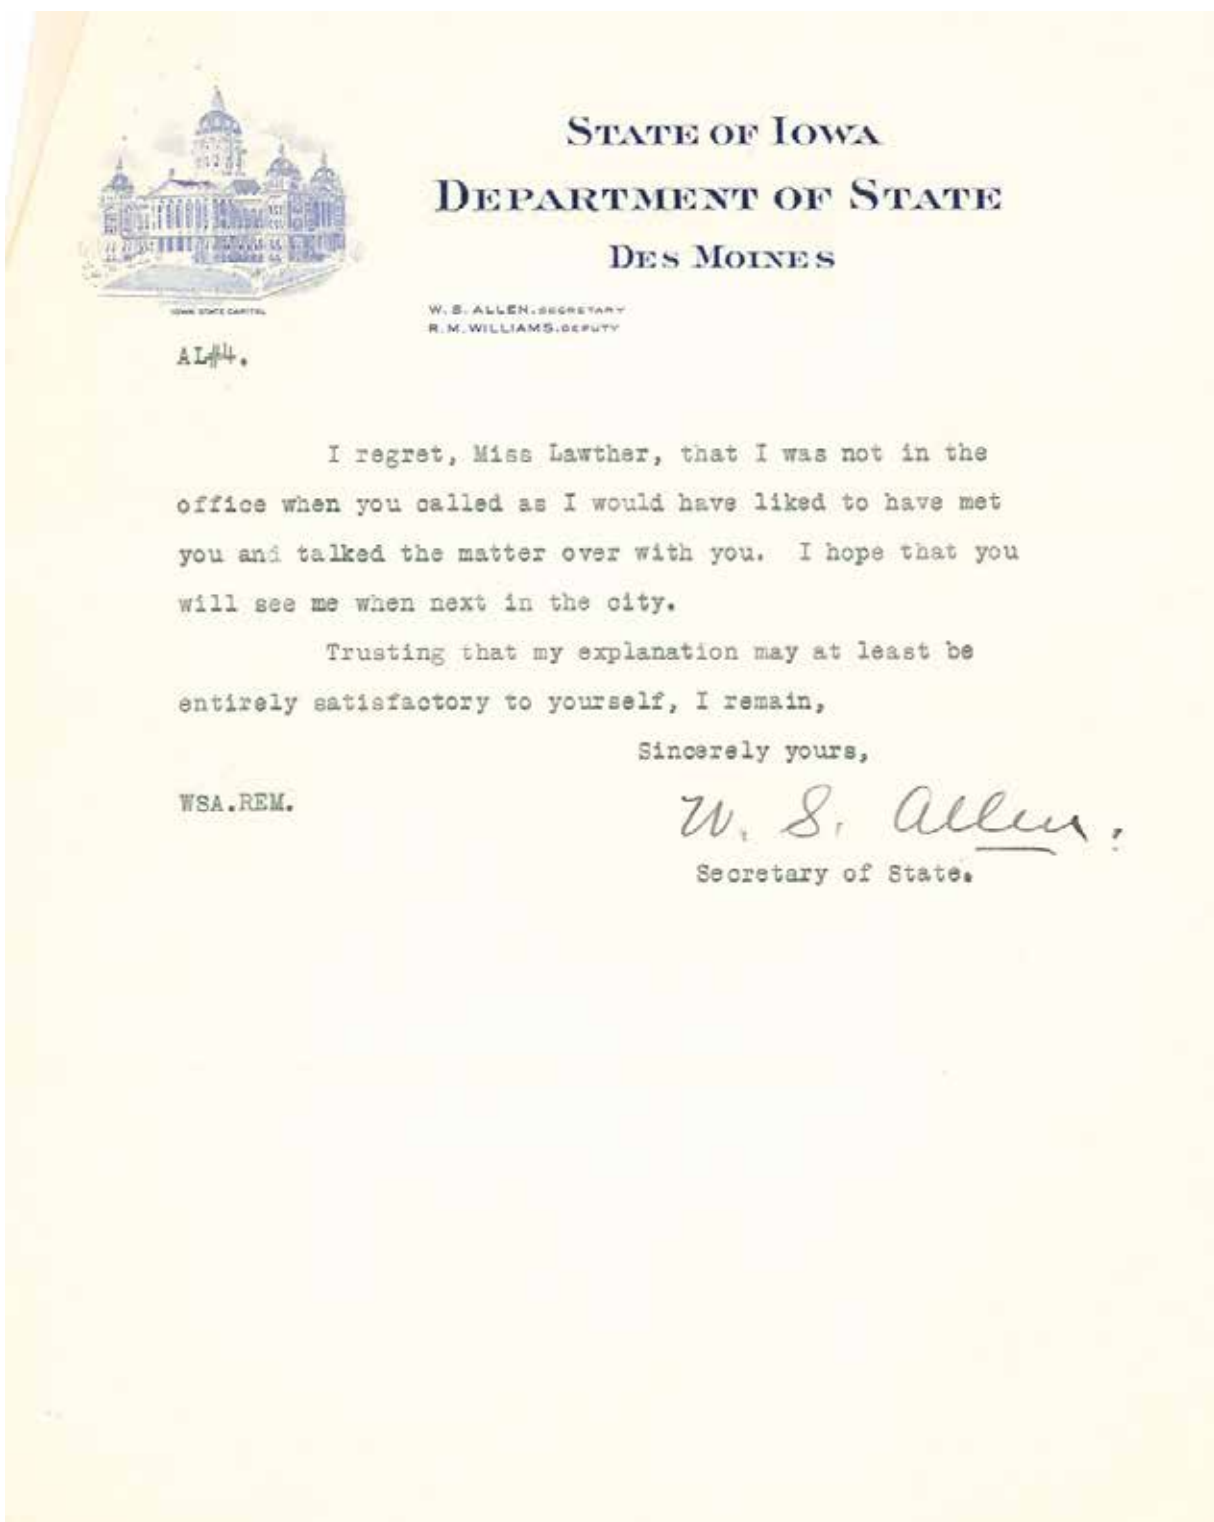 STATE OF IOWA
DEPARTMENT OF STATE
DES MOINES
IOWA STATE CAPITOL
W. S. ALLEN, SECRETARY
R. M. WILLIAMS, DEPUTY
AL#4.
I regret, Miss Lawther, that I was not in the
office when you called as I would have liked to have met
you and talked the matter over with you. I hope that you
will see me when next in the city.
Trusting that my explanation may at least be
entirely satisfactory to yourself, I remain,
Sincerely yours,
WSA.REM.
W. S. Allen.
Secretary of State.